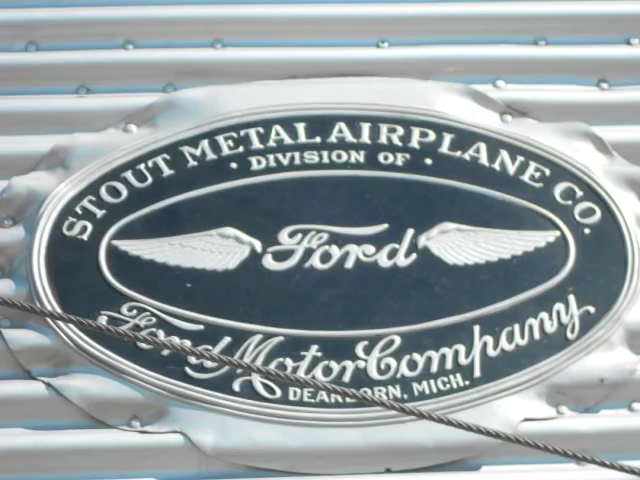 STOUT METAL AIRPLANE CO.
· DIVISION OF ·
Ford
Ford Motor Company
DEARBORN, MICH.